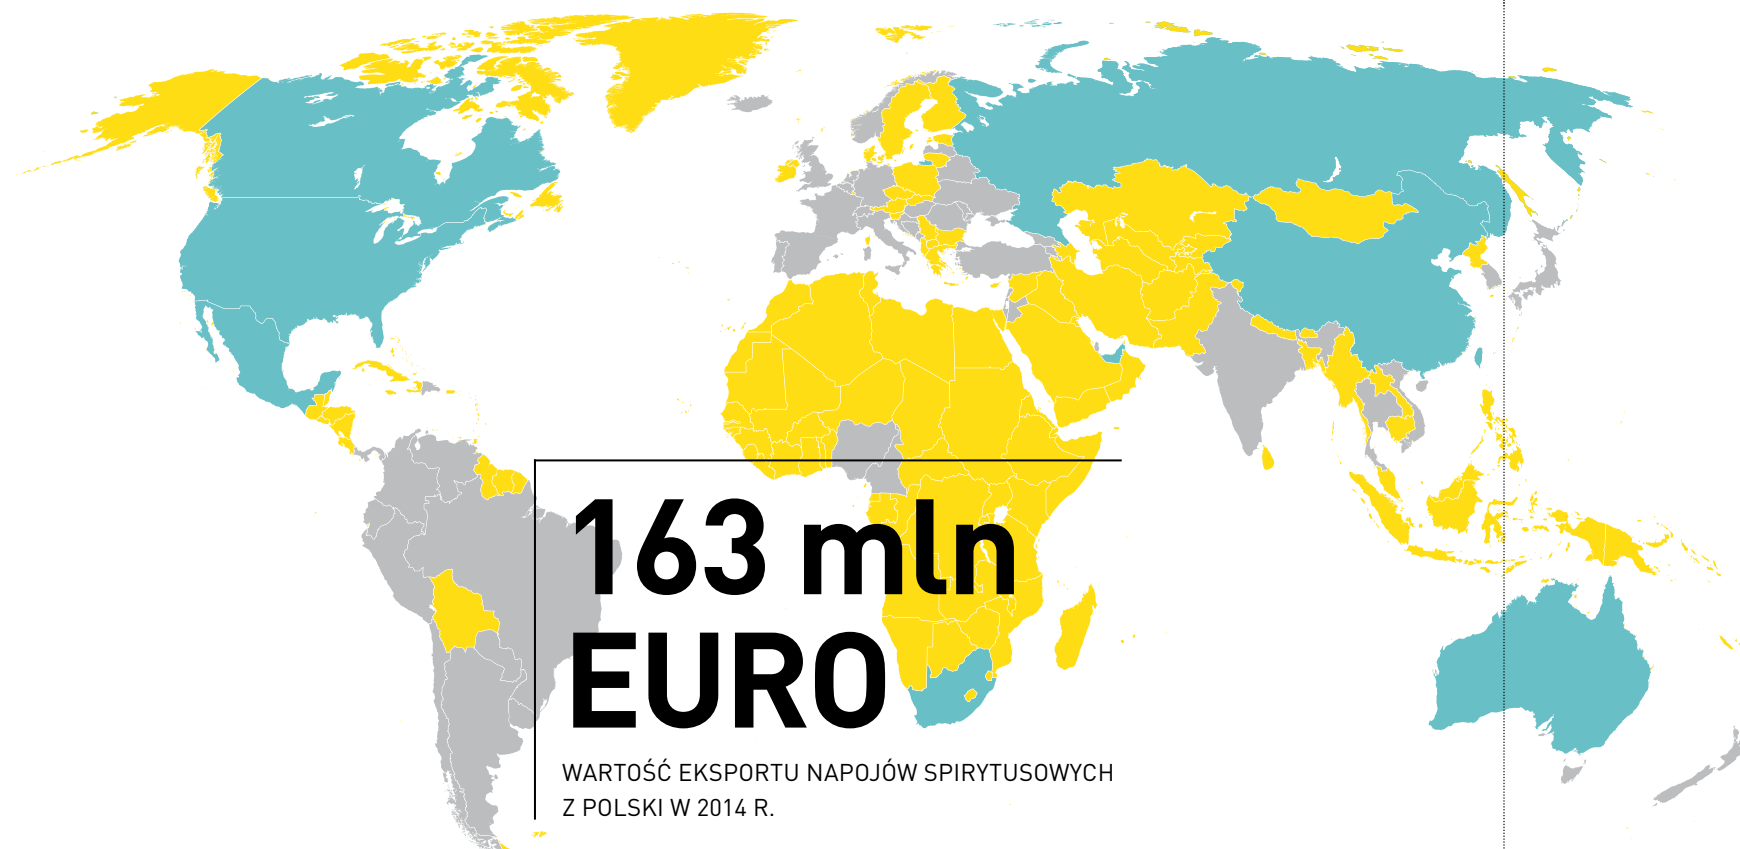 163 mln
EURO
WARTOŚĆ EKSPORTU NAPOJÓW SPIRYTUSOWYCH
Z POLSKI W 2014 R.